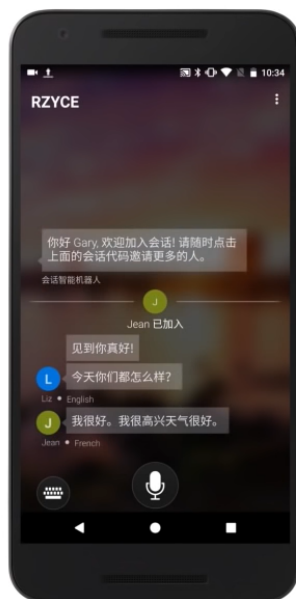 10:34
RZYCE
你好 Gary, 欢迎加入会话! 请随时点击
上面的会话代码邀请更多的人。
会话智能机器人
J
Jean 已加入
见到你真好!
L
今天你们都怎么样?
Liz • English
J
我很好。我很高兴天气很好。
Jean • French